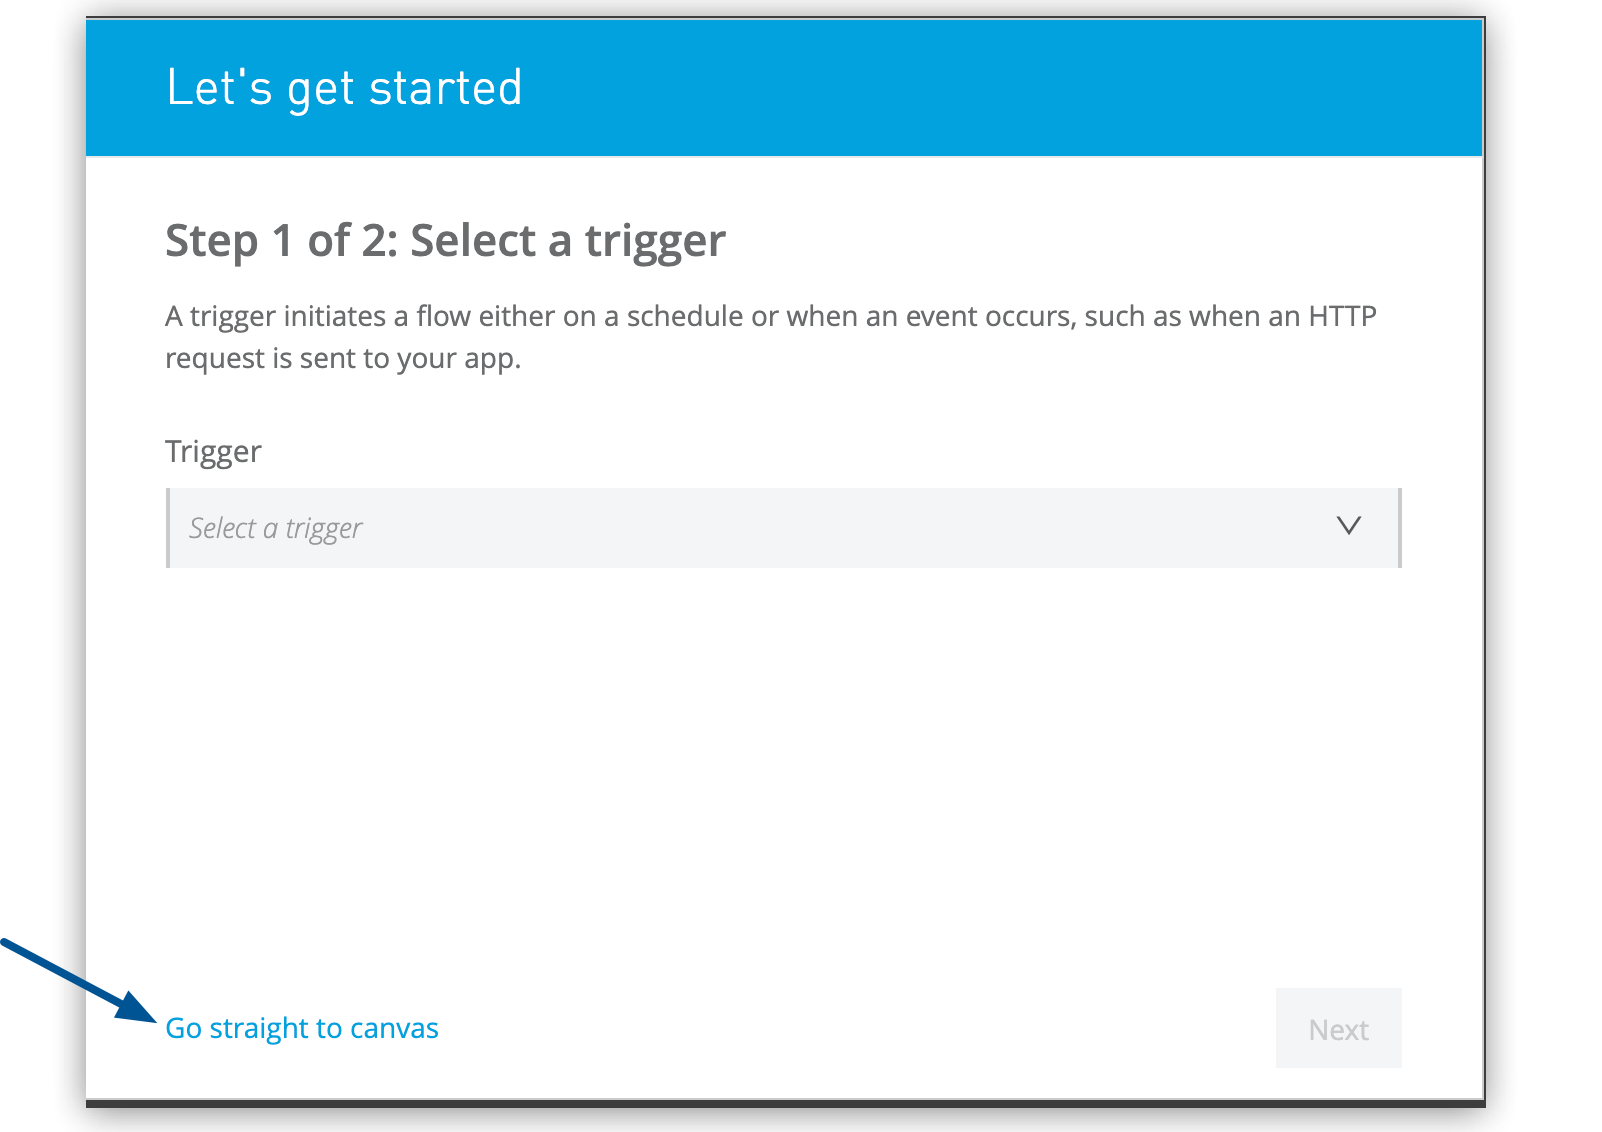 Let's get started
Step 1 of 2: Select a trigger
A trigger initiates a flow either on a schedule or when an event occurs, such as when an HTTP
request is sent to your app.
Trigger
Select a trigger
Go straight to canvas
Next